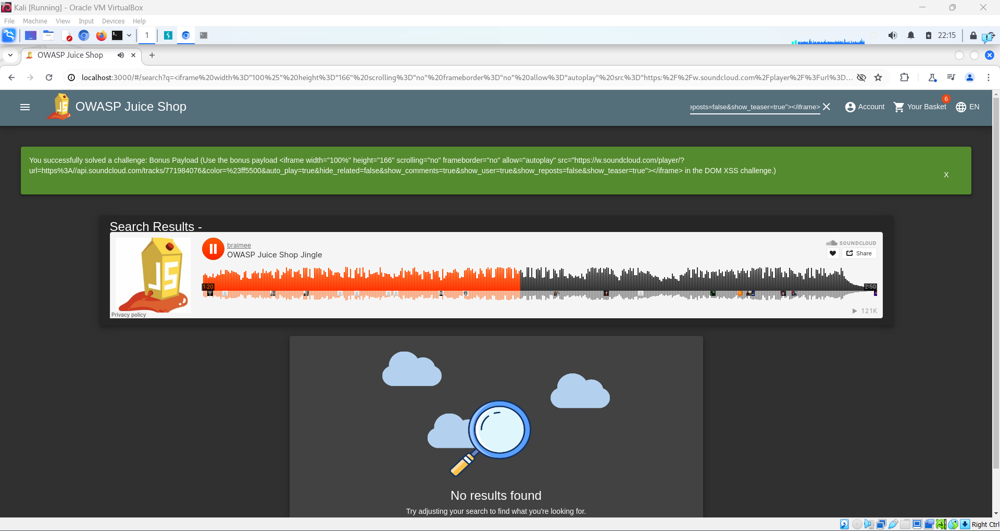 Kali [Running] - Oracle VM VirtualBox
File Machine View Input Devices Help
1
22:15
OWASP Juice Shop
localhost:3000/#/search?q=<iframe%20width%3D"100%25"%20height%3D"166"%20scrolling%3D"no"%20frameborder%3D"no"%20allow%3D"autoplay"%20src%3D"https:%2F%2Fw.soundcloud.com%2Fplayer%2F%3Furl%3D...
JS
OWASP Juice Shop
eposts=false&show_teaser=true"></iframe>
Account
6
Your Basket
EN
You successfully solved a challenge: Bonus Payload (Use the bonus payload <iframe width="100%" height="166" scrolling="no" frameborder="no" allow="autoplay" src="https://w.soundcloud.com/player/?
url=https%3A//api.soundcloud.com/tracks/771984076&color=%23ff5500&auto_play=true&hide_related=false&show_comments=true&show_user=true&show_reposts=false&show_teaser=true"></iframe> in the DOM XSS challenge.)
X
Search Results -
JS
braimee
OWASP Juice Shop Jingle
SOUNDCLOUD
Share
1:20
2:50
Privacy policy
121K
No results found
Try adjusting your search to find what you're looking for.
Right Ctrl